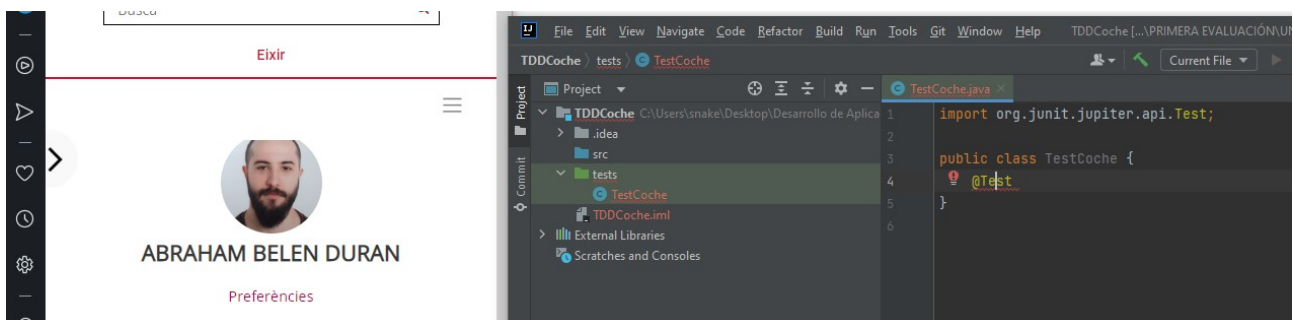 Busca
Eixir
ABRAHAM BELEN DURAN
Preferències
File Edit View Navigate Code Refactor Build Run Tools Git Window Help TDDCoche [...\PRIMERA EVALUACIÓN\UN
TDDCoche tests TestCoche
Current File
Project
Commit
Project
TDDCoche C:\Users\snake\Desktop\Desarrollo de Aplica
.idea
src
tests
TestCoche
TDDCoche.iml
External Libraries
Scratches and Consoles
TestCoche.java
1 import org.junit.jupiter.api.Test;
2
3 public class TestCoche {
4 @Test
5 }
6